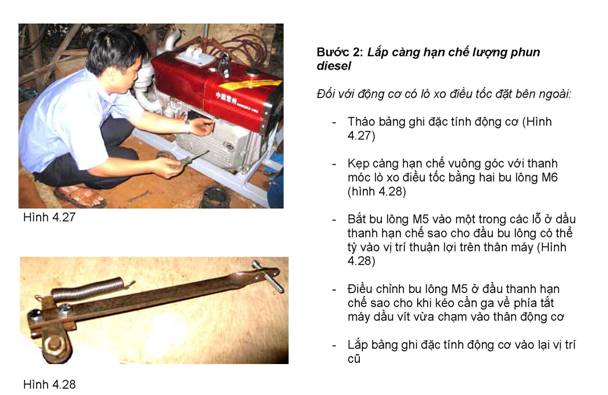 Hình 4.27
Hình 4.28
Bước 2: Lắp càng hạn chế lượng phun
diesel
Đối với động cơ có lò xo điều tốc đặt bên ngoài:
- Tháo bảng ghi đặc tính động cơ (Hình
4.27)
- Kẹp càng hạn chế vuông góc với thanh
móc lò xo điều tốc bằng hai bu lông M6
(hình 4.28)
- Bắt bu lông M5 vào một trong các lỗ ở dầu
thanh hạn chế sao cho đầu bu lông có thể
tỳ vào vị trí thuận lợi trên thân máy (Hình
4.28)
- Điều chỉnh bu lông M5 ở đầu thanh hạn
chế sao cho khi kéo cần ga về phía tắt
máy dầu vít vừa chạm vào thân động cơ
- Lắp bảng ghi đặc tính động cơ vào lại vị trí
cũ